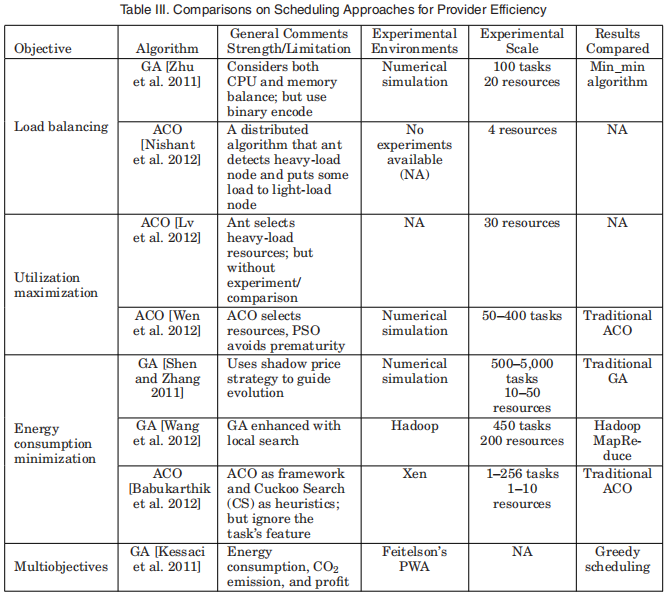 Table III. Comparisons on Scheduling Approaches for Provider Efficiency
General Comments Experimental Experimental Results
Objective Algorithm Strength/Limitation Environments Scale Compared
Load balancing
GA [Zhu
et al. 2011]
Considers both
CPU and memory
balance; but use
binary encode
Numerical
simulation
100 tasks
20 resources
Min_min
algorithm
ACO
[Nishant
et al. 2012]
A distributed
algorithm that ant
detects heavy-load
node and puts some
load to light-load
node
No
experiments
available
(NA)
4 resources
NA
Utilization
maximization
ACO [Lv
et al. 2012]
Ant selects
heavy-load
resources; but
without
experiment/
comparison
NA
30 resources
NA
ACO [Wen
et al. 2012]
ACO selects
resources, PSO
avoids prematurity
Numerical
simulation
50–400 tasks
Traditional
ACO
Energy
consumption
minimization
GA [Shen
and Zhang
2011]
Uses shadow price
strategy to guide
evolution
Numerical
simulation
500–5,000
tasks
10–50
resources
Traditional
GA
GA [Wang
et al. 2012]
GA enhanced with
local search
Hadoop
450 tasks
200 resources
Hadoop
MapRe-
duce
ACO
[Babukarthik
et al. 2012]
ACO as framework
and Cuckoo Search
(CS) as heuristics;
but ignore the
task's feature
Xen
1–256 tasks
1–10
resources
Traditional
ACO
Multiobjectives
GA [Kessaci
et al. 2011]
Energy
consumption, CO2
emission, and profit
Feitelson's
PWA
NA
Greedy
scheduling